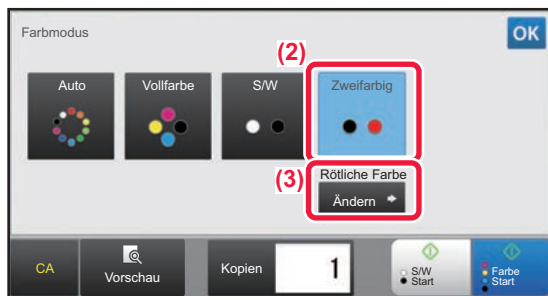 Farbmodus
OK
(2)
Auto
Vollfarbe
S/W
Zweifarbig
(3)
Rötliche Farbe
Ändern
CA
Vorschau
Kopien
1
S/W
Start
Farbe
Start